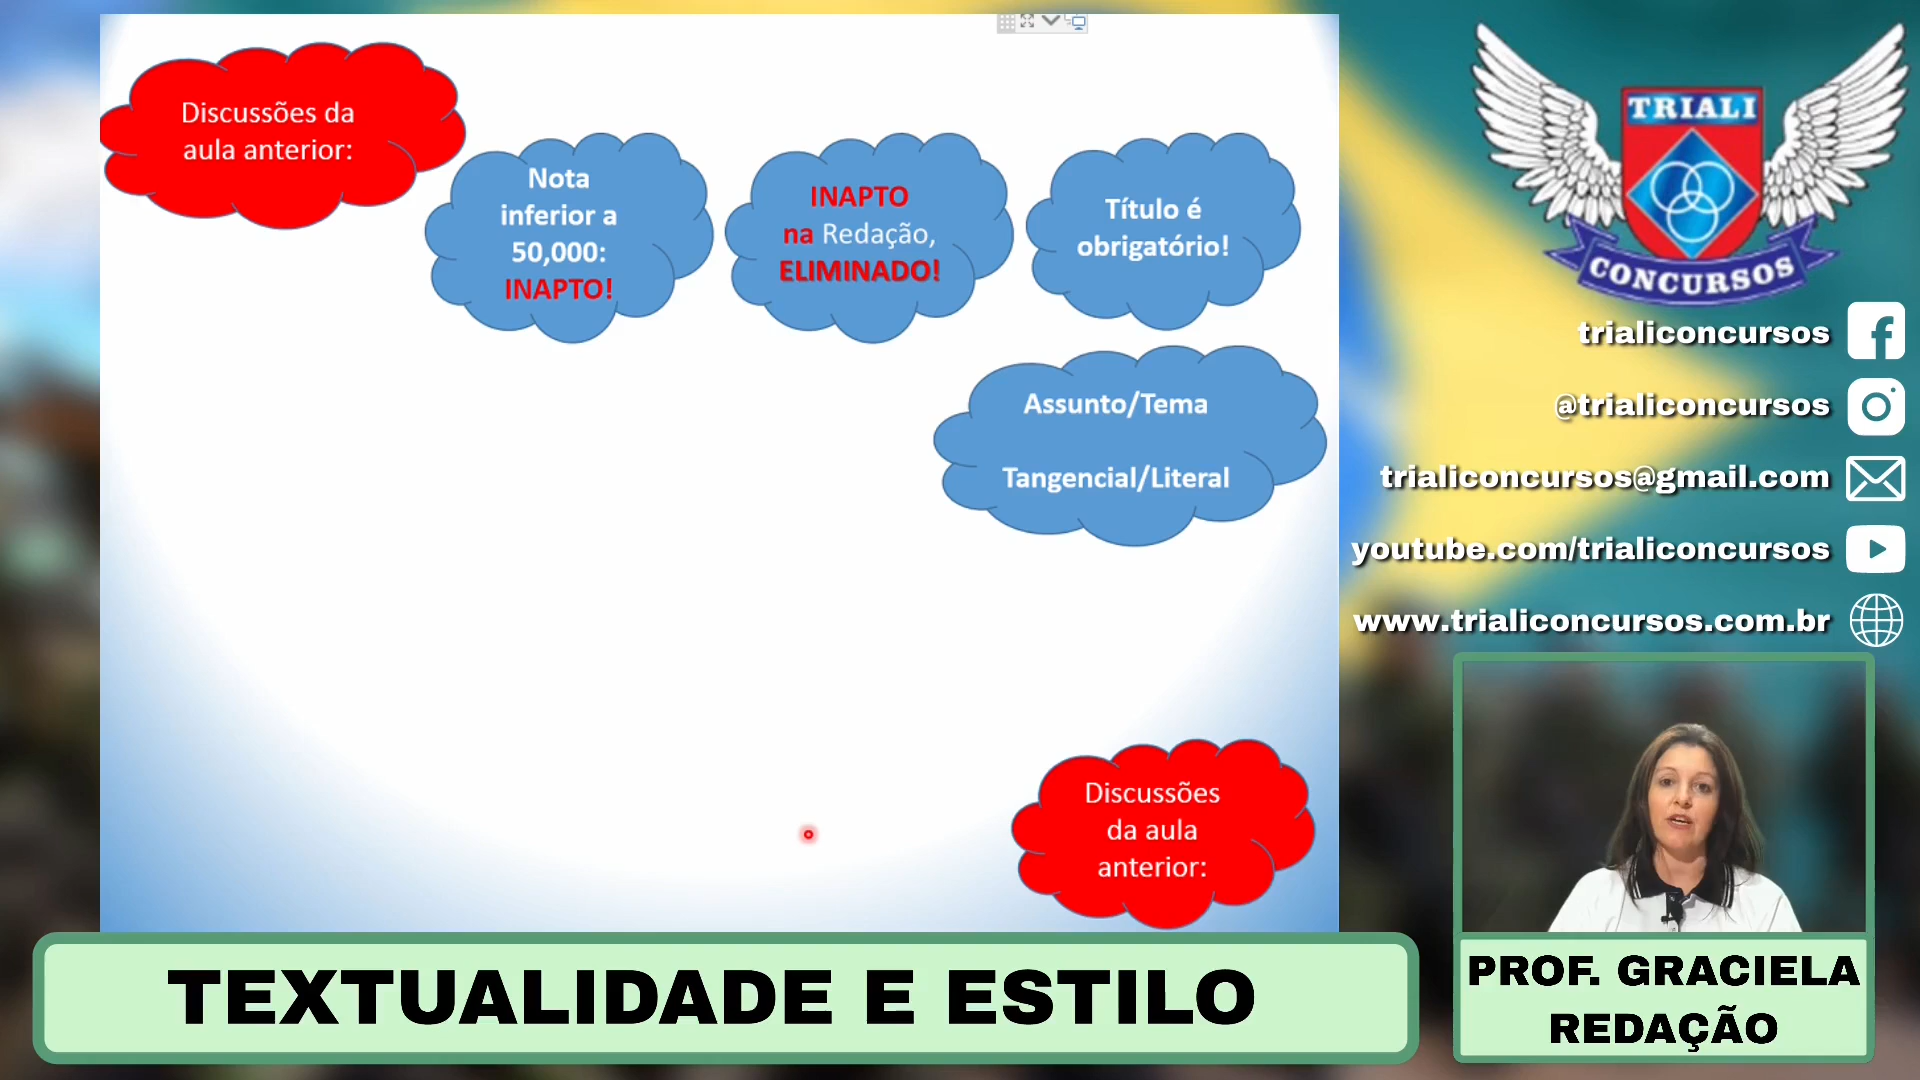 Discussões da
aula anterior:
Nota
inferior a
50,000:
INAPTO!
INAPTO
na Redação,
ELIMINADO!
Título é
obrigatório!
Assunto/Tema
Tangencial/Literal
Discussões
da aula
anterior:
TRIALI
CONCURSOS
trialiconcursos
@trialiconcursos
trialiconcursos@gmail.com
youtube.com/trialiconcursos
www.trialiconcursos.com.br
TEXTUALIDADE E ESTILO
PROF. GRACIELA
REDAÇÃO